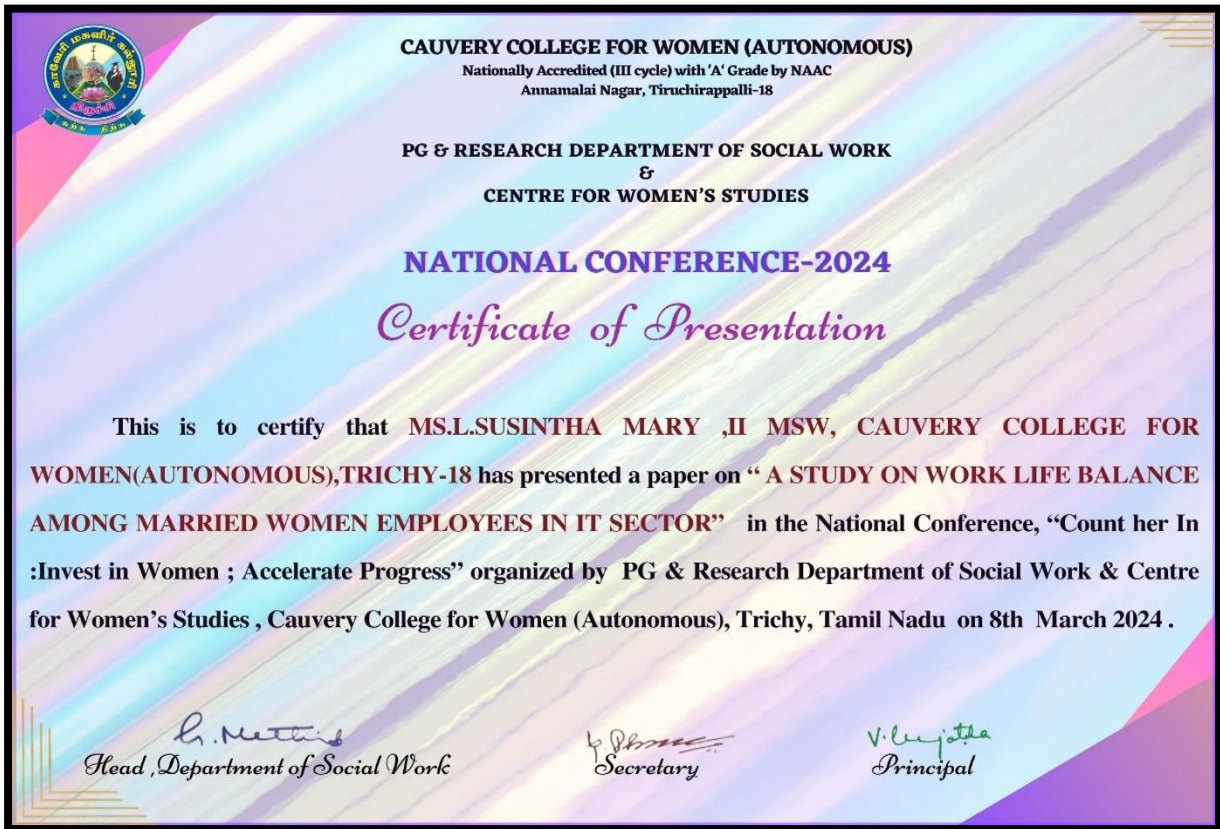 காவேரி மகளிர் கல்லூரி
திருச்சி
கற்க நிற்க
CAUVERY COLLEGE FOR WOMEN (AUTONOMOUS)
Nationally Accredited (III cycle) with 'A' Grade by NAAC
Annamalai Nagar, Tiruchirappalli-18
PG & RESEARCH DEPARTMENT OF SOCIAL WORK
&
CENTRE FOR WOMEN’S STUDIES
NATIONAL CONFERENCE-2024
Certificate of Presentation
This is to certify that MS.L.SUSINTHA MARY ,II MSW, CAUVERY COLLEGE FOR
WOMEN(AUTONOMOUS),TRICHY-18 has presented a paper on “ A STUDY ON WORK LIFE BALANCE
AMONG MARRIED WOMEN EMPLOYEES IN IT SECTOR” in the National Conference, “Count her In
:Invest in Women ; Accelerate Progress” organized by PG & Research Department of Social Work & Centre
for Women’s Studies , Cauvery College for Women (Autonomous), Trichy, Tamil Nadu on 8th March 2024 .
Head ,Department of Social Work
Secretary
Principal